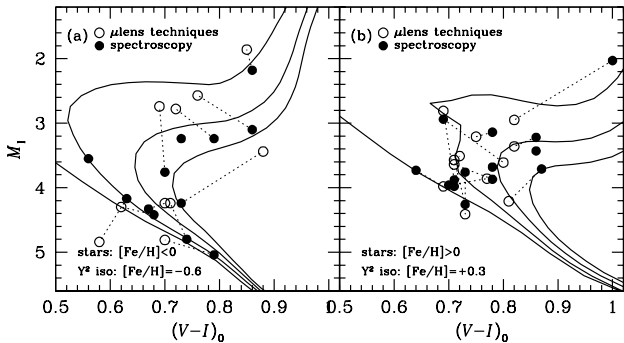 (a) ○ μlens techniques
● spectroscopy
(b) ○ μlens techniques
● spectroscopy
2
3
4
5
M_I
stars: [Fe/H]<0
Y² iso: [Fe/H]=−0.6
stars: [Fe/H]>0
Y² iso: [Fe/H]=+0.3
0.5 0.6 0.7 0.8 0.9 1 0.5 0.6 0.7 0.8 0.9 1
(V−I)₀ (V−I)₀